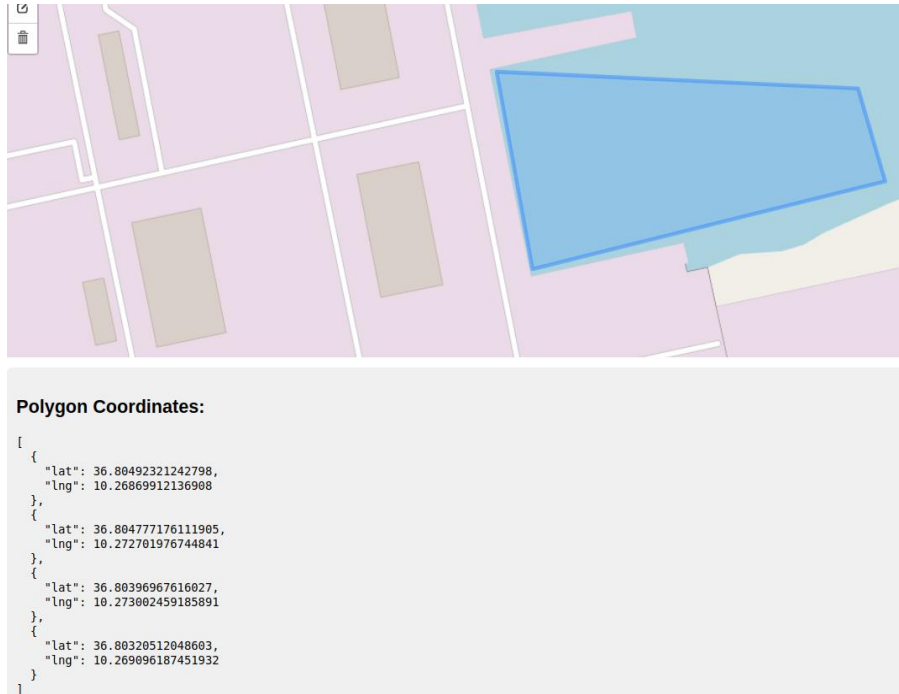 Polygon Coordinates:
[
{
"lat": 36.80492321242798,
"lng": 10.26869912136908
},
{
"lat": 36.804777176111905,
"lng": 10.272701976744841
},
{
"lat": 36.80396967616027,
"lng": 10.273002459185891
},
{
"lat": 36.80320512048603,
"lng": 10.269096187451932
}
]